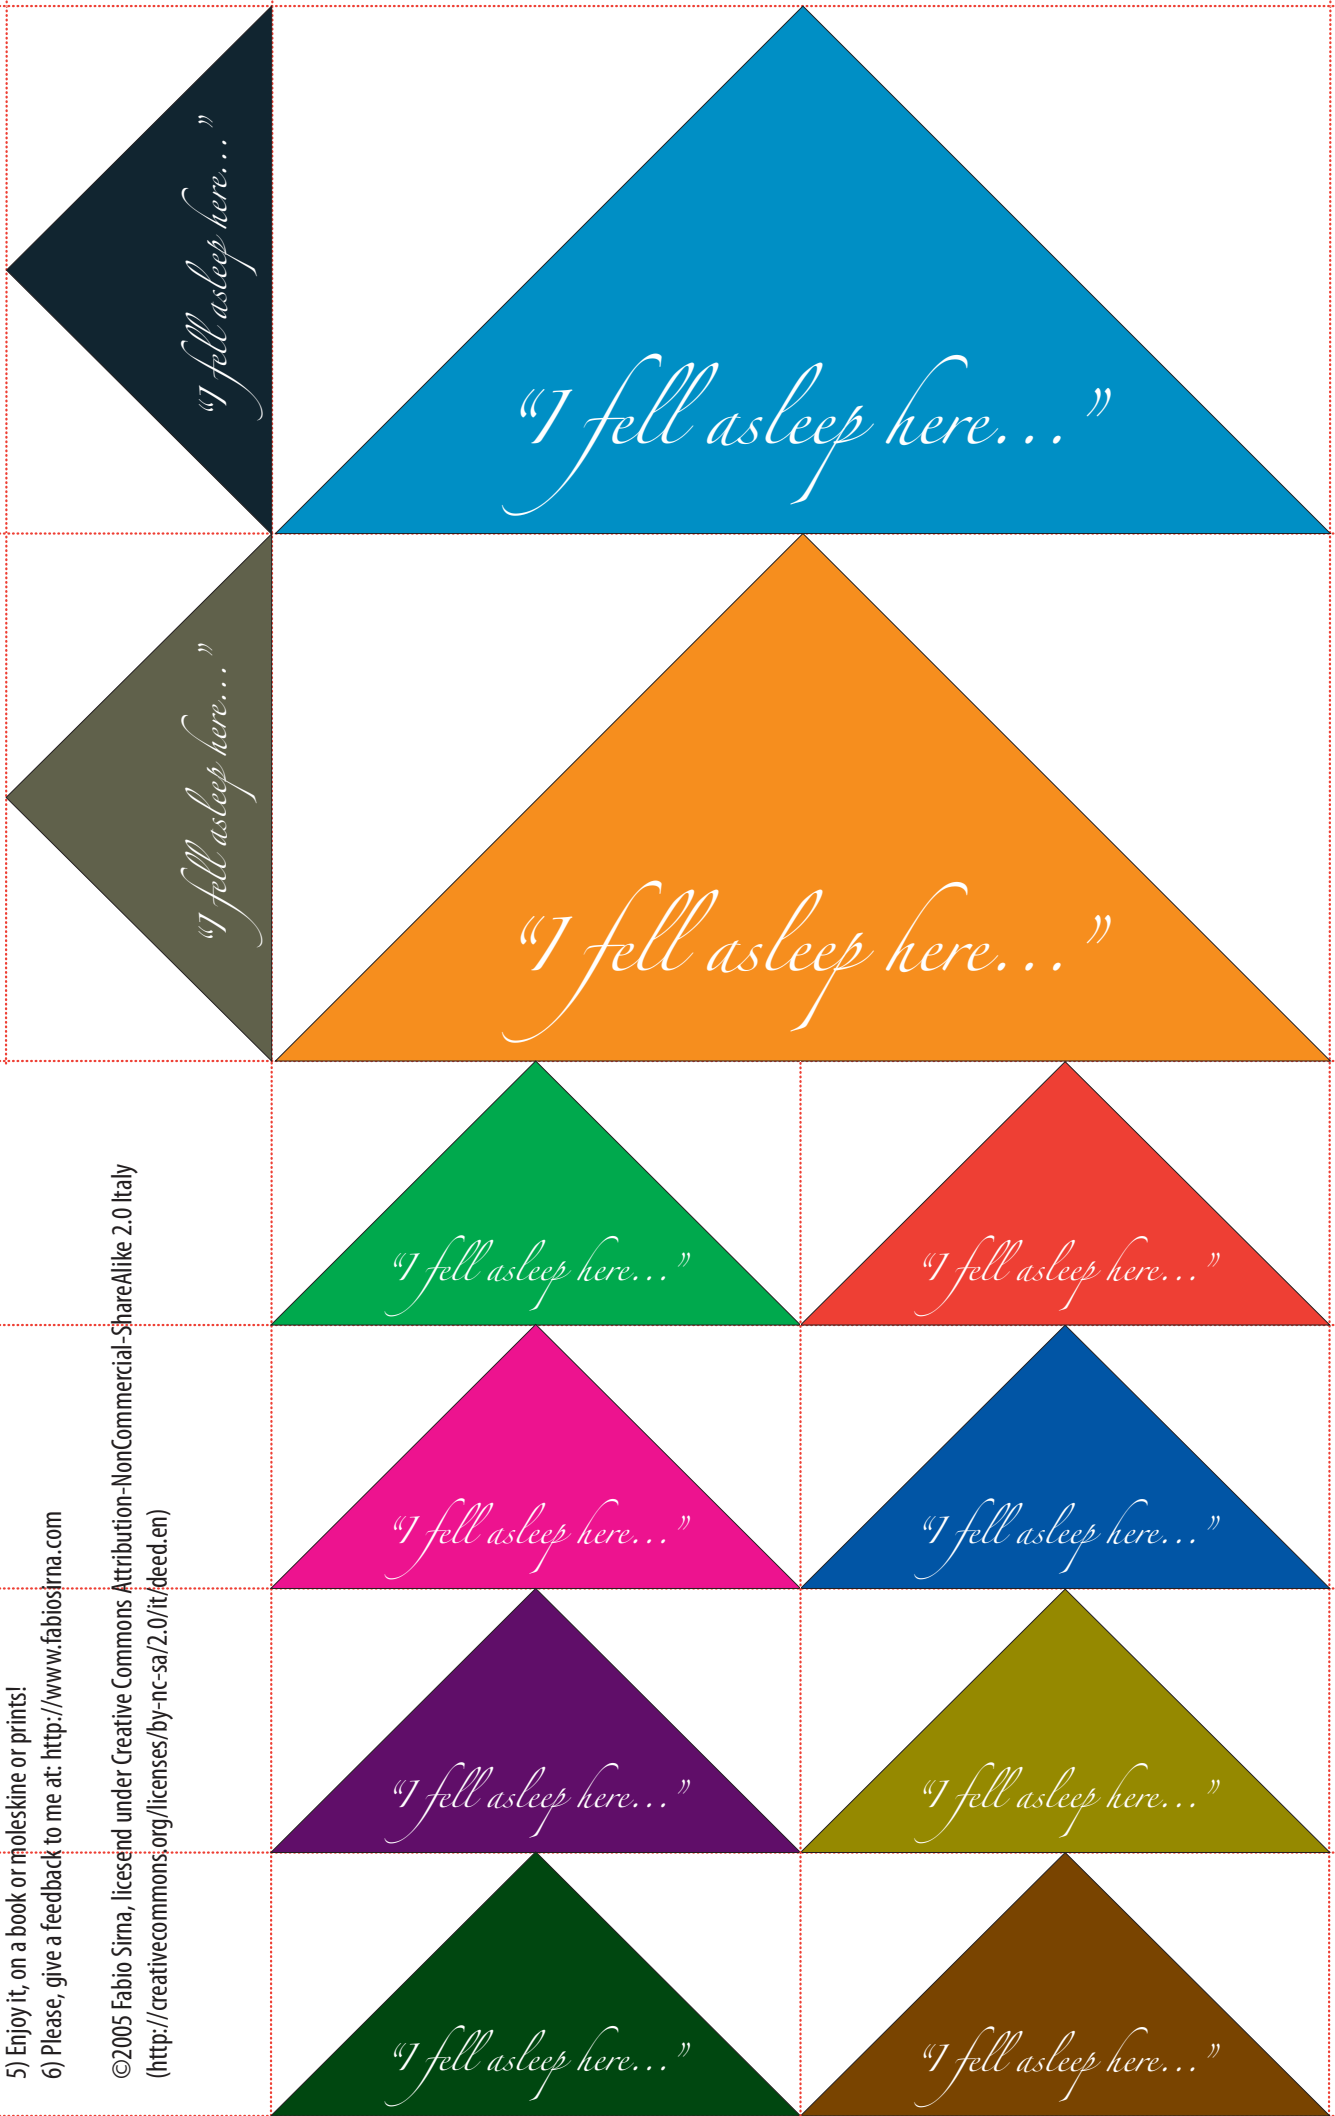 “I fell asleep here... ”
“I fell asleep here... ”
“I fell asleep here... ”
“I fell asleep here... ”
“I fell asleep here... ”
“I fell asleep here... ”
“I fell asleep here... ”
“I fell asleep here... ”
“I fell asleep here... ”
“I fell asleep here... ”
“I fell asleep here... ”
“I fell asleep here... ”
5) Enjoy it, on a book or moleskine or prints!
6) Please, give a feedback to me at: http://www.fabiosirna.com
©2005 Fabio Sirna, licesend under Creative Commons Attribution-NonCommercial-ShareAlike 2.0 Italy
(http://creativecommons.org/licenses/by-nc-sa/2.0/it/deed.en)